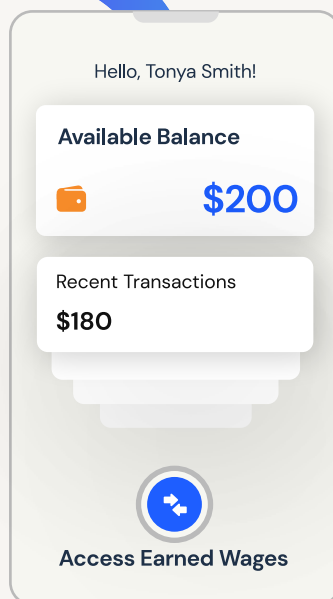 Hello, Tonya Smith!
Available Balance
$200
Recent Transactions
$180
Access Earned Wages